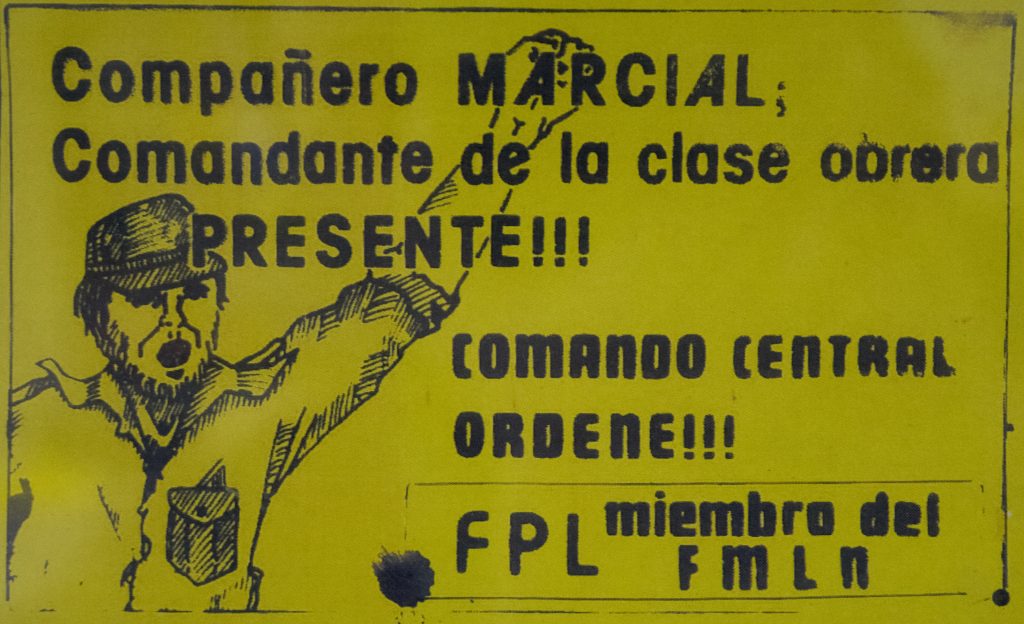 Compañero MARCIAL;
Comandante de la clase obrera
PRESENTE!!!
COMANDO CENTRAL
ORDENE!!!
FPL miembro del
FMLN